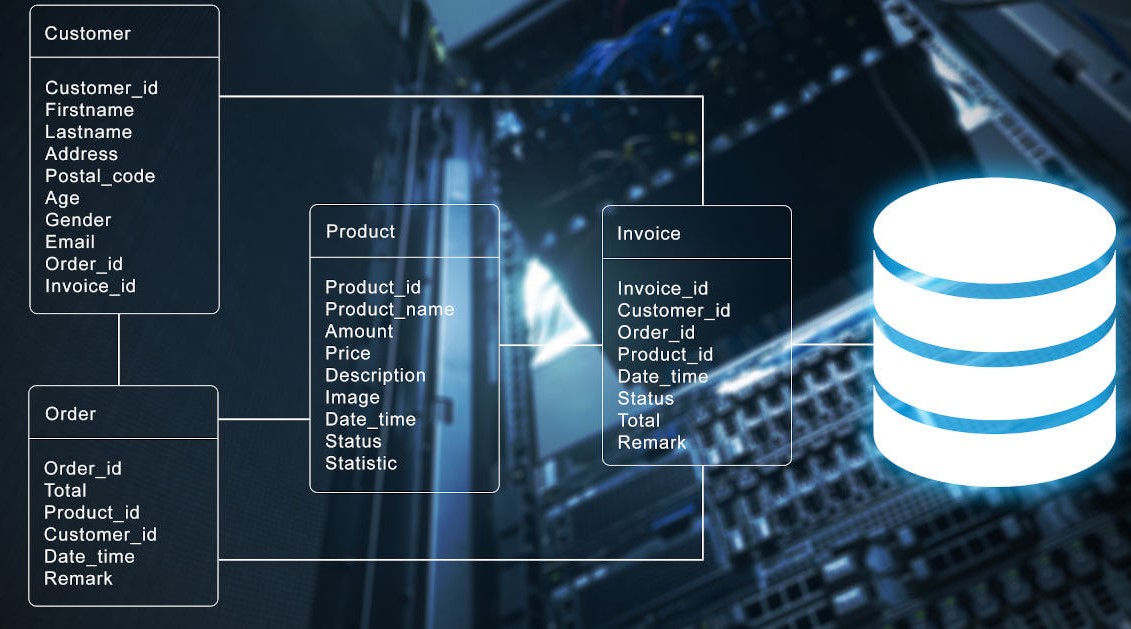 Customer
Customer_id
Firstname
Lastname
Address
Postal_code
Age
Gender
Email
Order_id
Invoice_id
Order
Order_id
Total
Product_id
Customer_id
Date_time
Remark
Product
Product_id
Product_name
Amount
Price
Description
Image
Date_time
Status
Statistic
Invoice
Invoice_id
Customer_id
Order_id
Product_id
Date_time
Status
Total
Remark